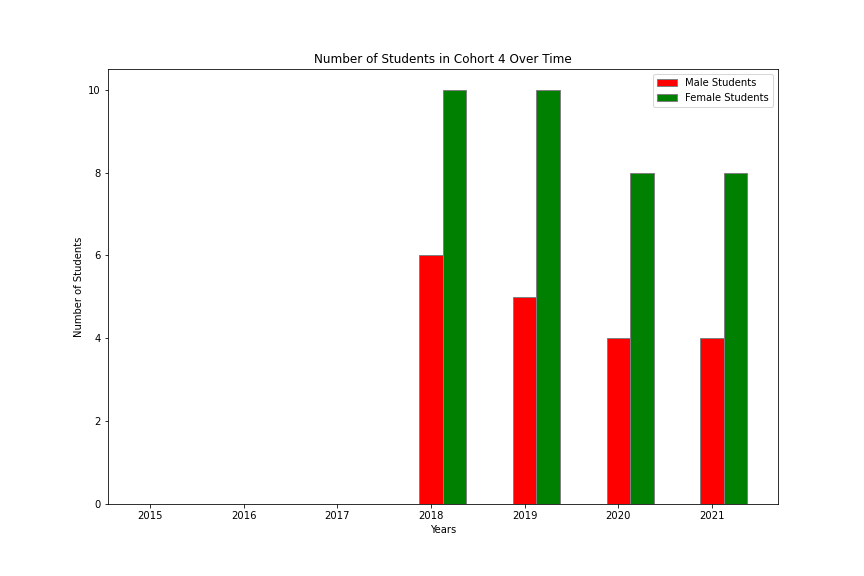 Number of Students in Cohort 4 Over Time
Male Students
Female Students
10
8
6
4
2
0
Number of Students
2015 2016 2017 2018 2019 2020 2021
Years